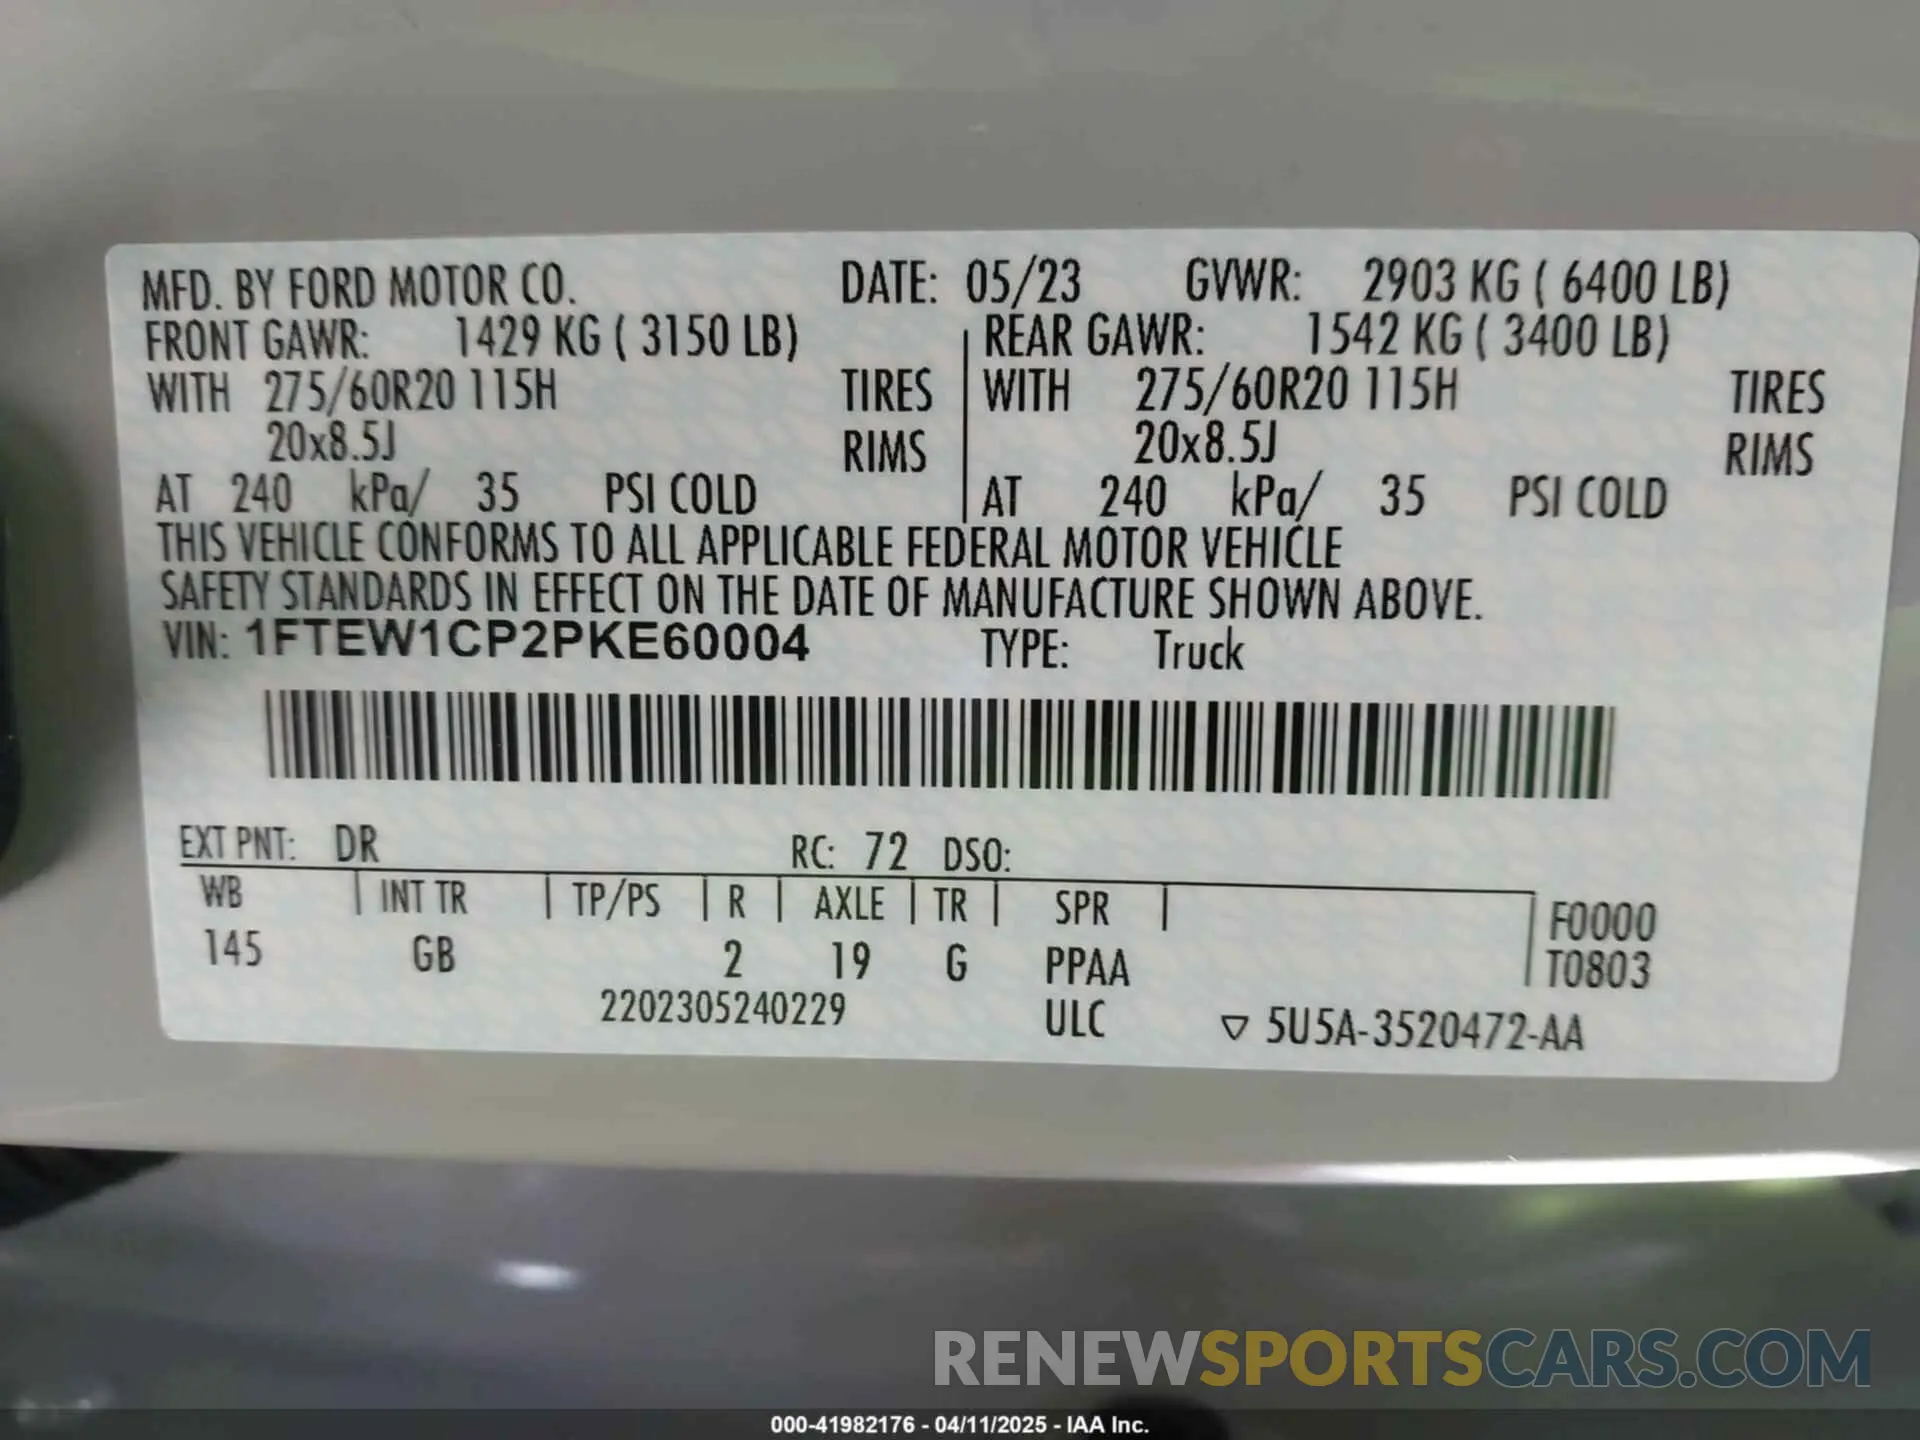 MFD. BY FORD MOTOR CO. DATE: 05/23 GVWR: 2903 KG ( 6400 LB)
FRONT GAWR: 1429 KG ( 3150 LB) REAR GAWR: 1542 KG ( 3400 LB)
WITH 275/60R20 115H TIRES WITH 275/60R20 115H TIRES
20x8.5J RIMS 20x8.5J RIMS
AT 240 kPa/ 35 PSI COLD AT 240 kPa/ 35 PSI COLD
THIS VEHICLE CONFORMS TO ALL APPLICABLE FEDERAL MOTOR VEHICLE
SAFETY STANDARDS IN EFFECT ON THE DATE OF MANUFACTURE SHOWN ABOVE.
VIN: 1FTEW1CP2PKE60004 TYPE: Truck
EXT PNT: DR RC: 72 DSO:
WB INT TR TP/PS R AXLE TR SPR F0000
145 GB 2 19 G PPAA T0803
2202305240229 ULC ▽ 5U5A-3520472-AA
RENEWSPORTSCARS.COM
000-41982176 - 04/11/2025 - IAA Inc.